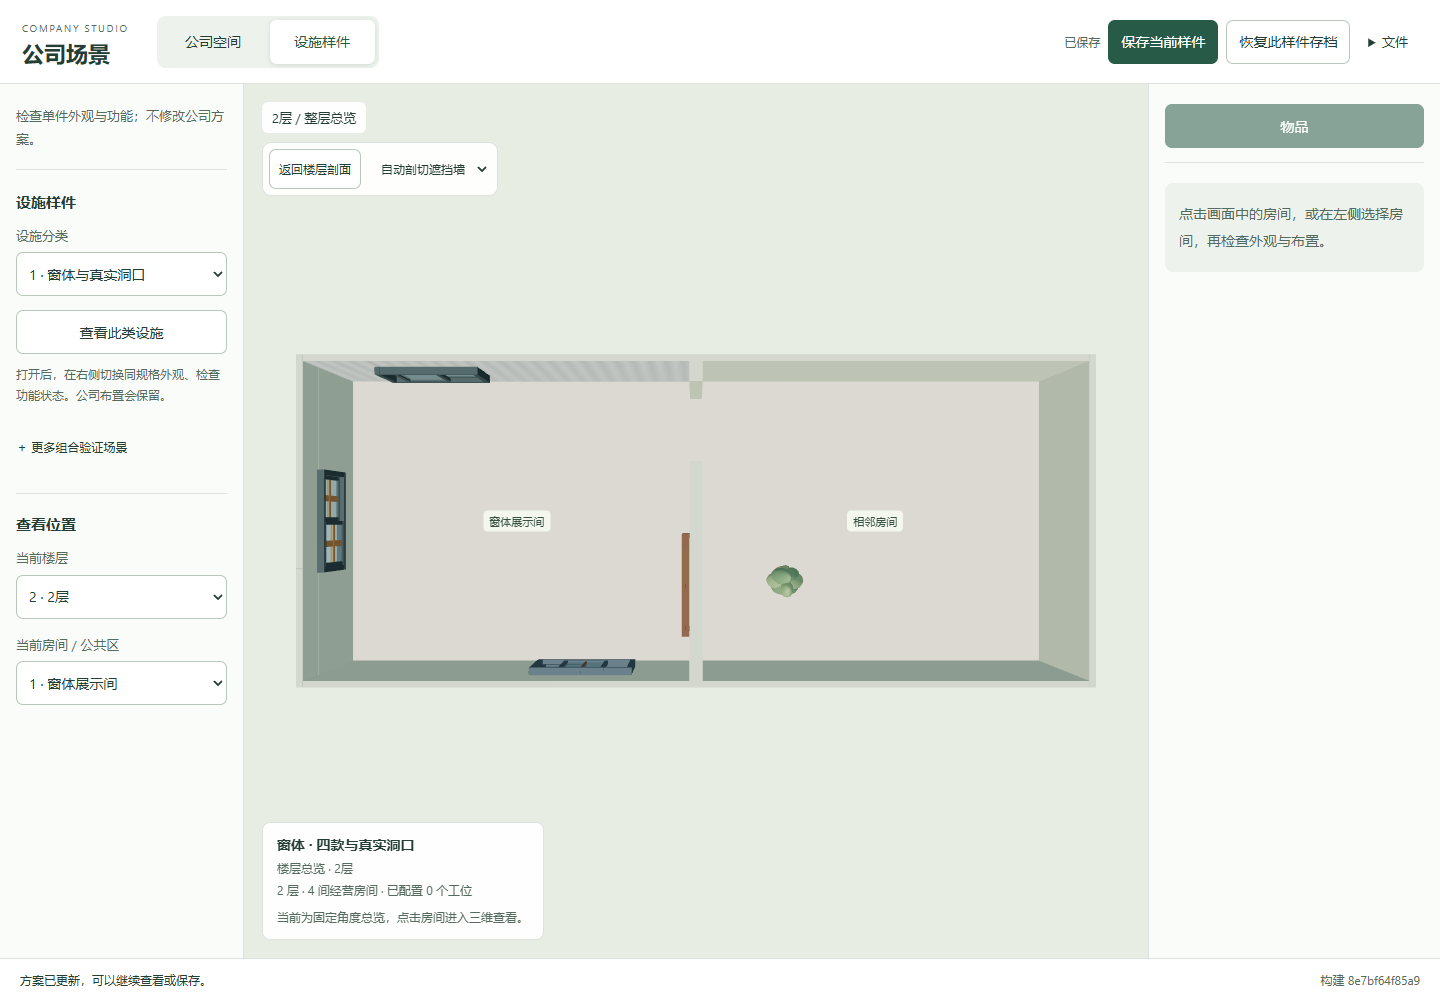 COMPANY STUDIO
公司场景
公司空间
设施样件
已保存
保存当前样件
恢复此样件存档
▶ 文件
检查单件外观与功能；不修改公司方
案。
设施样件
设施分类
1 · 窗体与真实洞口
查看此类设施
打开后，在右侧切换同规格外观、检查
功能状态。公司布置会保留。
+ 更多组合验证场景
查看位置
当前楼层
2 · 2层
当前房间 / 公共区
1 · 窗体展示间
2层 / 整层总览
返回楼层剖面
自动剖切遮挡墙
窗体展示间
相邻房间
窗体 · 四款与真实洞口
楼层总览 · 2层
2 层 · 4 间经营房间 · 已配置 0 个工位
当前为固定角度总览，点击房间进入三维查看。
物品
点击画面中的房间，或在左侧选择房
间，再检查外观与布置。
方案已更新，可以继续查看或保存。
构建 8e7bf64f85a9